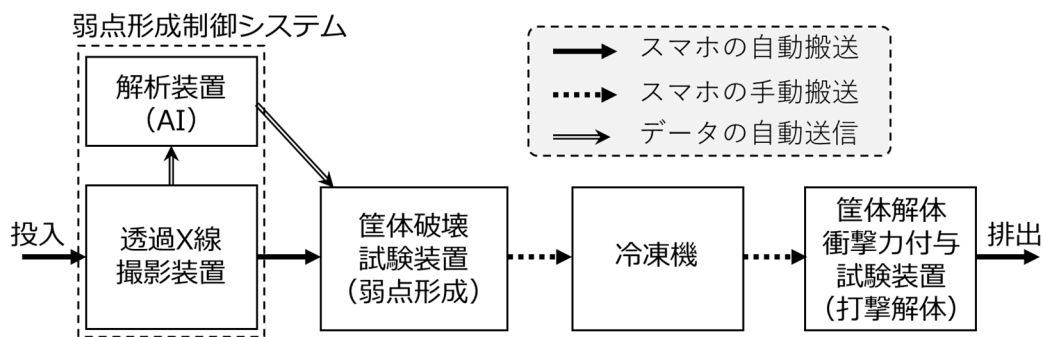 弱点形成制御システム
解析装置
（AI）
スマホの自動搬送
スマホの手動搬送
データの自動送信
投入
透過X線
撮影装置
筐体破壊
試験装置
（弱点形成）
冷凍機
筐体解体
衝撃力付与
試験装置
（打撃解体）
排出